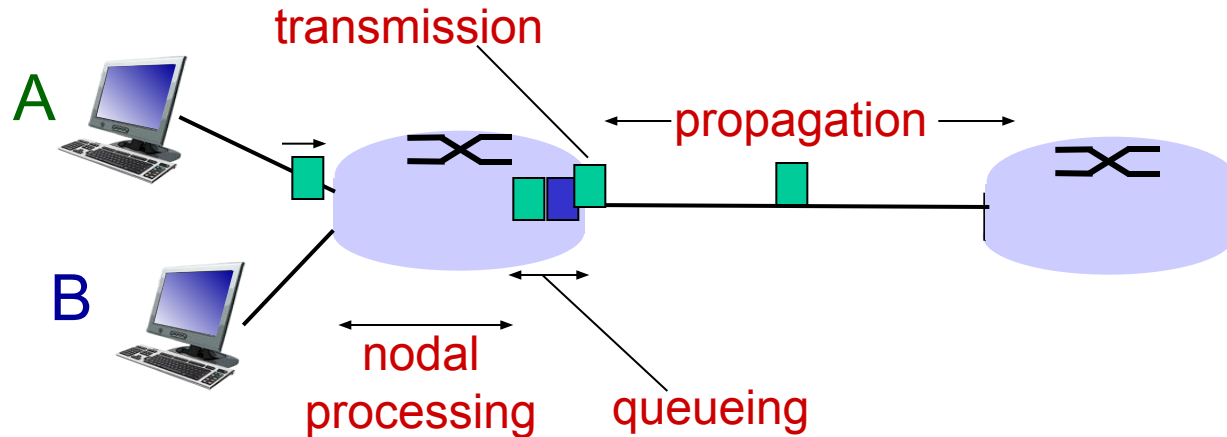 transmission
A
propagation
B
nodal
processing
queueing